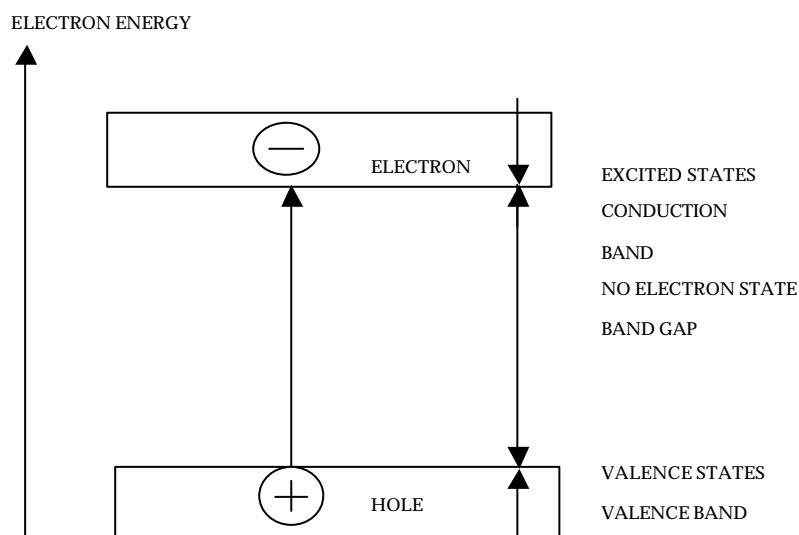 ELECTRON ENERGY
ELECTRON
EXCITED STATES
CONDUCTION
BAND
NO ELECTRON STATE
BAND GAP
VALENCE STATES
HOLE
VALENCE BAND